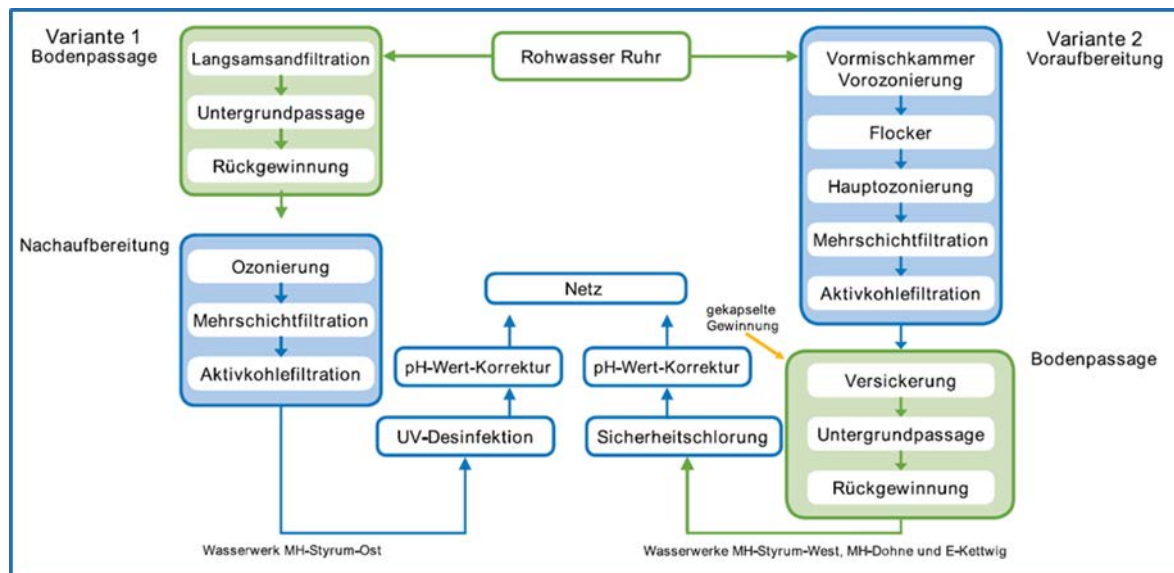 Variante 1
Bodenpassage
Langsamsandfiltration
Untergrundpassage
Rückgewinnung
Rohwasser Ruhr
Variante 2
Voraufbereitung
Vormischkammer
Vorozonierung
Flocker
Hauptozonierung
Mehrschichtfiltration
Aktivkohlefiltration
Nachaufbereitung
Ozonierung
Mehrschichtfiltration
Aktivkohlefiltration
Netz
pH-Wert-Korrektur
UV-Desinfektion
pH-Wert-Korrektur
Sicherheitschlorung
gekapselte
Gewinnung
Bodenpassage
Versickerung
Untergrundpassage
Rückgewinnung
Wasserwerk MH-Styrum-Ost
Wasserwerke MH-Styrum-West, MH-Dohne und E-Kettwig